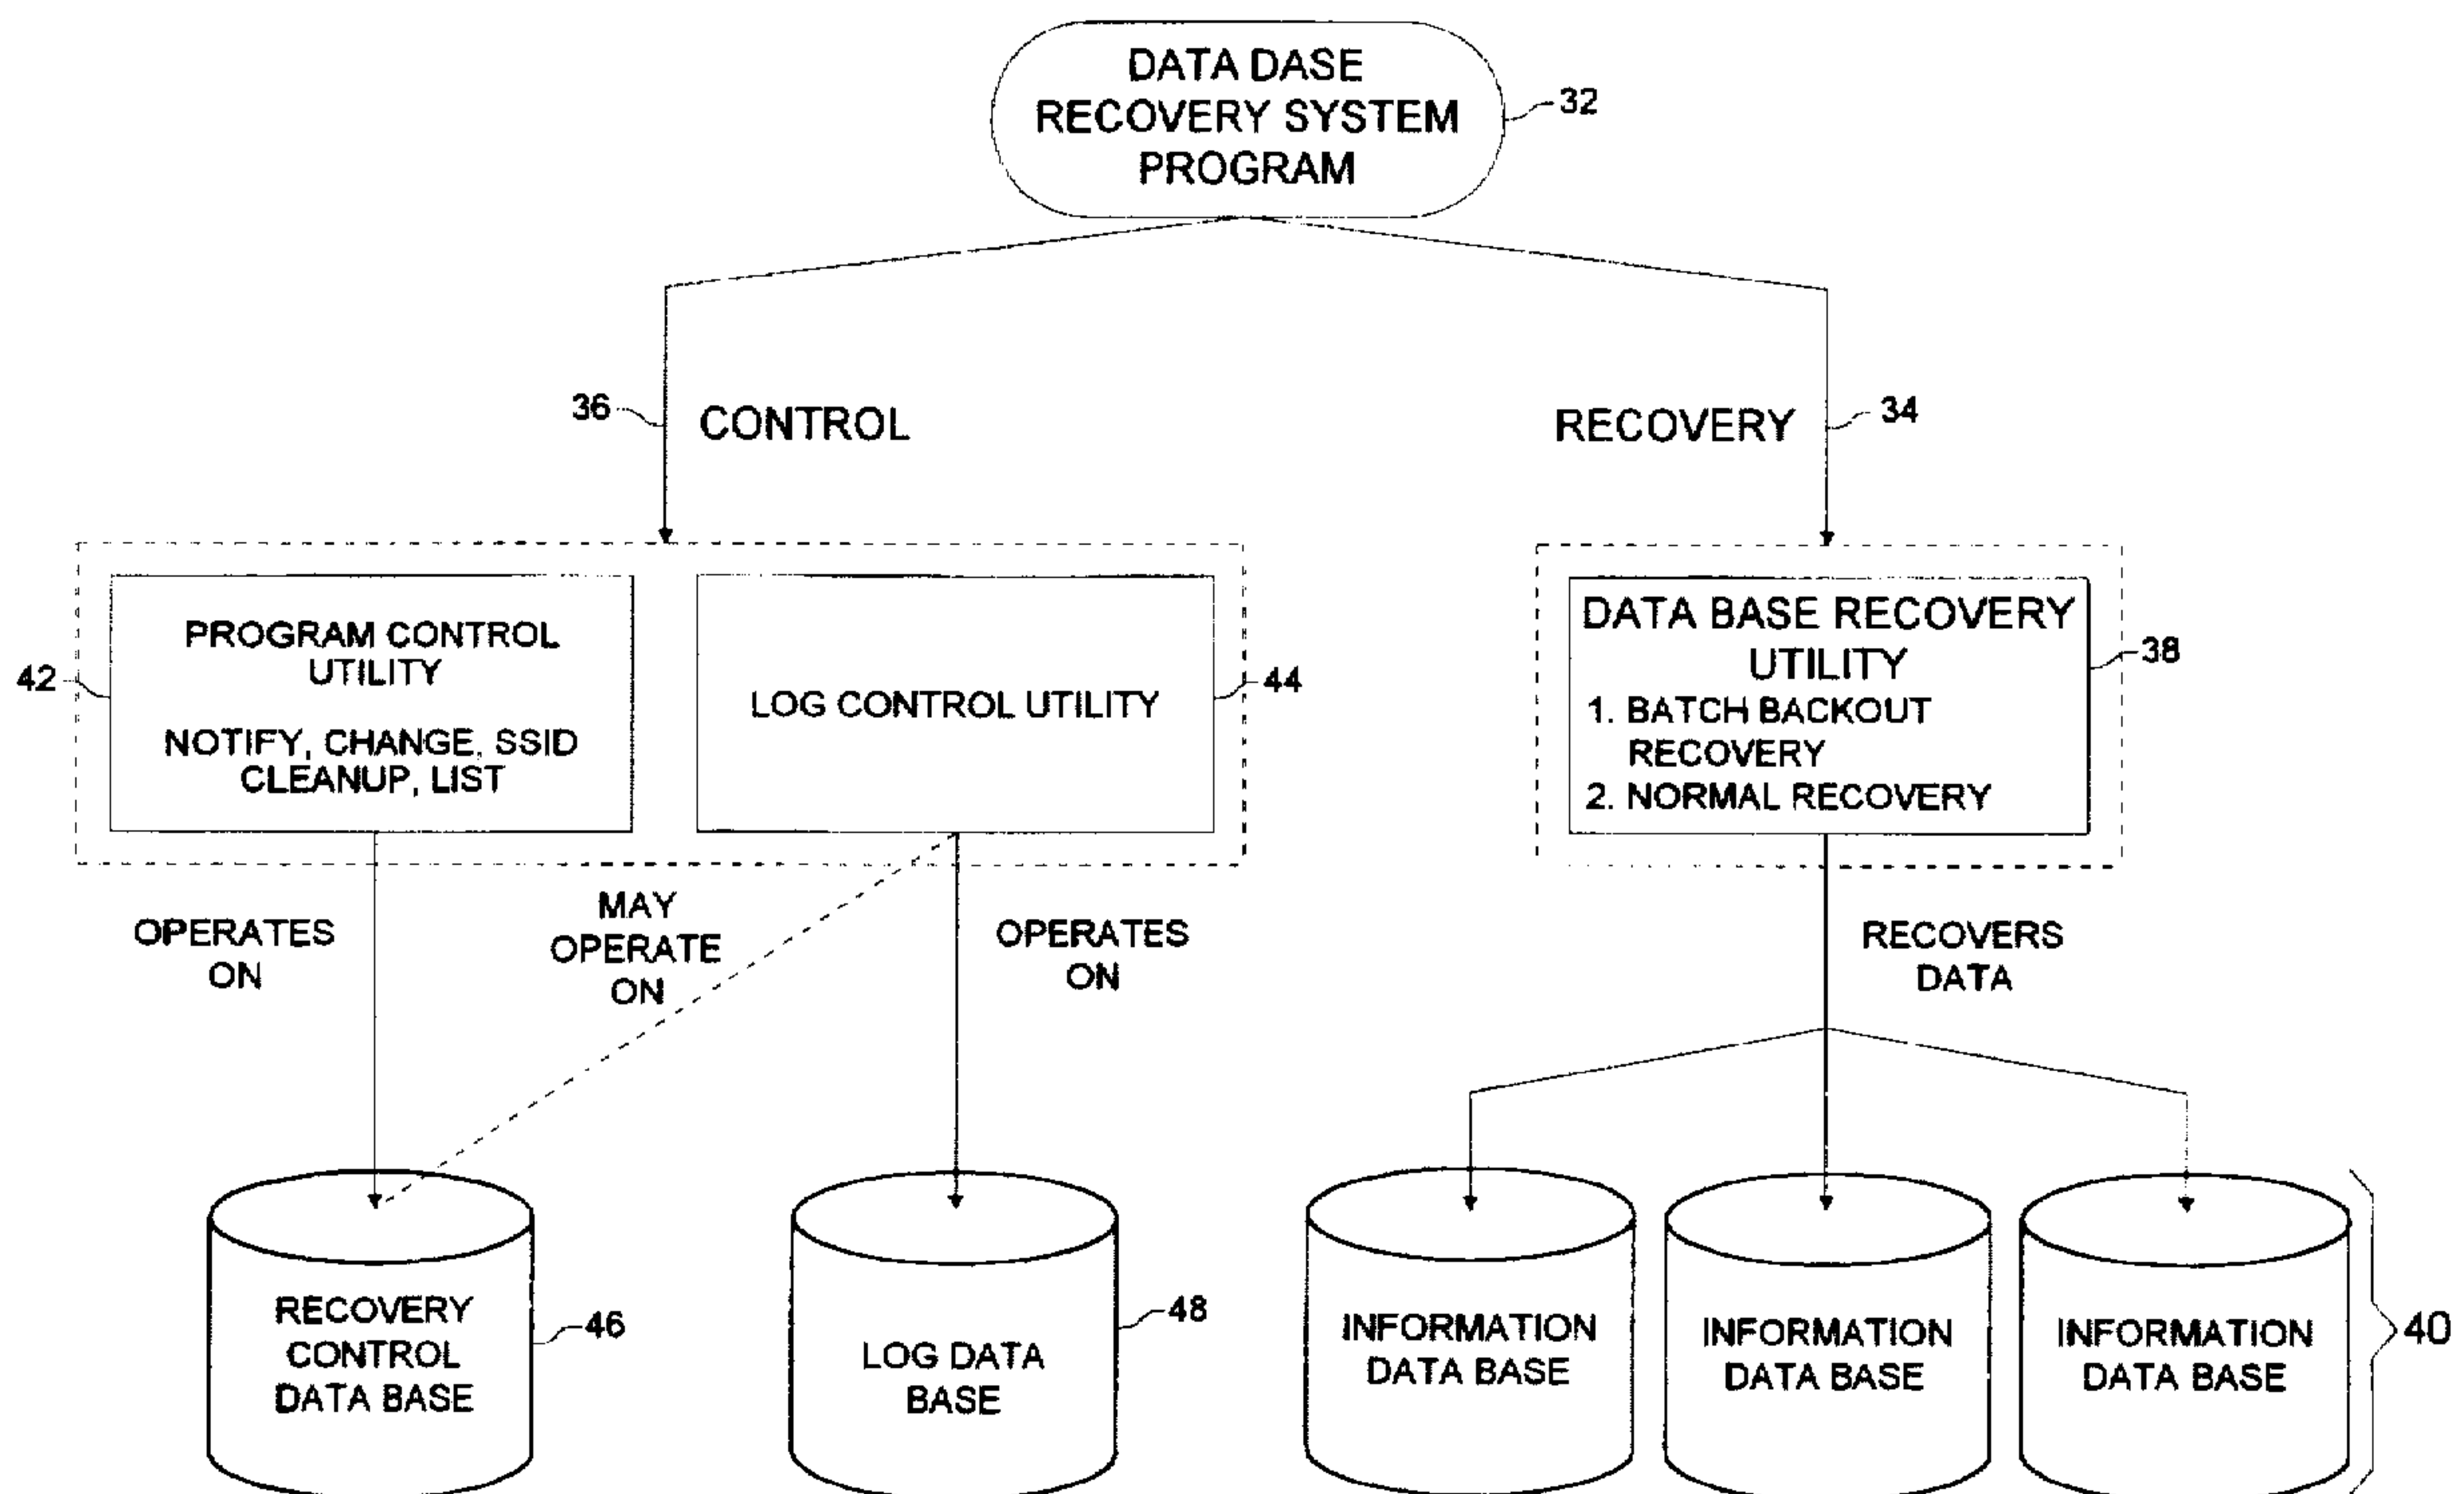 DATA DASE
RECOVERY SYSTEM
PROGRAM
32
36
CONTROL
RECOVERY
34
PROGRAM CONTROL
UTILITY
NOTIFY, CHANGE, SSID
CLEANUP, LIST
42
LOG CONTROL UTILITY
44
DATA BASE RECOVERY
UTILITY
1. BATCH BACKOUT
RECOVERY
2. NORMAL RECOVERY
38
OPERATES
ON
MAY
OPERATE
ON
OPERATES
ON
RECOVERS
DATA
RECOVERY
CONTROL
DATA BASE
46
LOG DATA
BASE
48
INFORMATION
DATA BASE
INFORMATION
DATA BASE
INFORMATION
DATA BASE
40